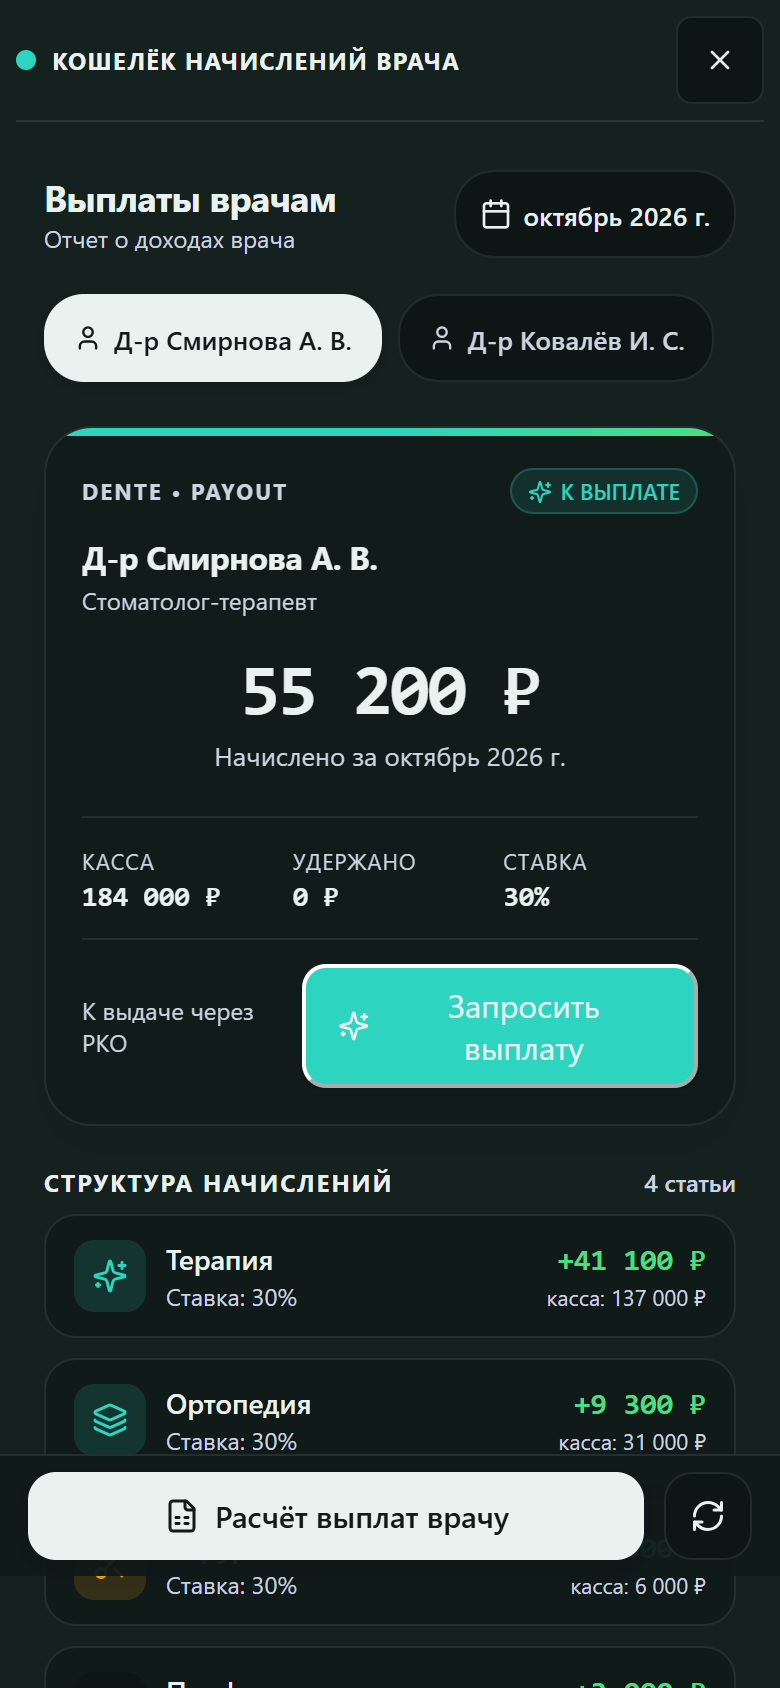 КОШЕЛЁК НАЧИСЛЕНИЙ ВРАЧА
Выплаты врачам
Отчет о доходах врача
октябрь 2026 г.
Д-р Смирнова А. В.
Д-р Ковалёв И. С.
DENTE • PAYOUT
К ВЫПЛАТЕ
Д-р Смирнова А. В.
Стоматолог-терапевт
55 200 ₽
Начислено за октябрь 2026 г.
КАССА
184 000 ₽
УДЕРЖАНО
0 ₽
СТАВКА
30%
К выдаче через
РКО
Запросить
выплату
СТРУКТУРА НАЧИСЛЕНИЙ
4 статьи
Терапия
+41 100 ₽
Ставка: 30%
касса: 137 000 ₽
Ортопедия
+9 300 ₽
Ставка: 30%
касса: 31 000 ₽
Расчёт выплат врачу
Ставка: 30%
касса: 6 000 ₽